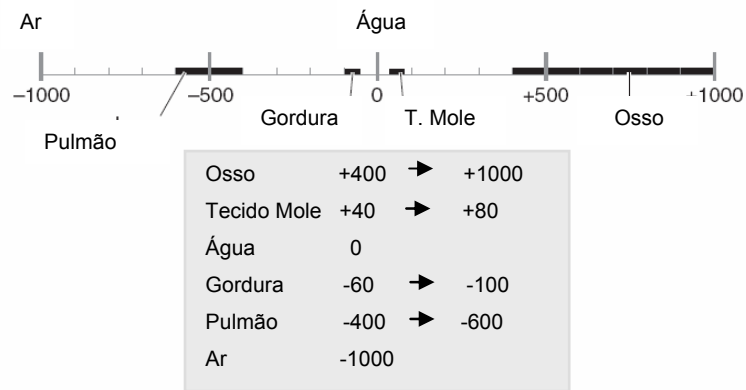 Ar Água
−1000 −500 0 +500 +1000
Gordura T. Mole Osso
Pulmão
Osso +400 → +1000
Tecido Mole +40 → +80
Água 0
Gordura -60 → -100
Pulmão -400 → -600
Ar -1000